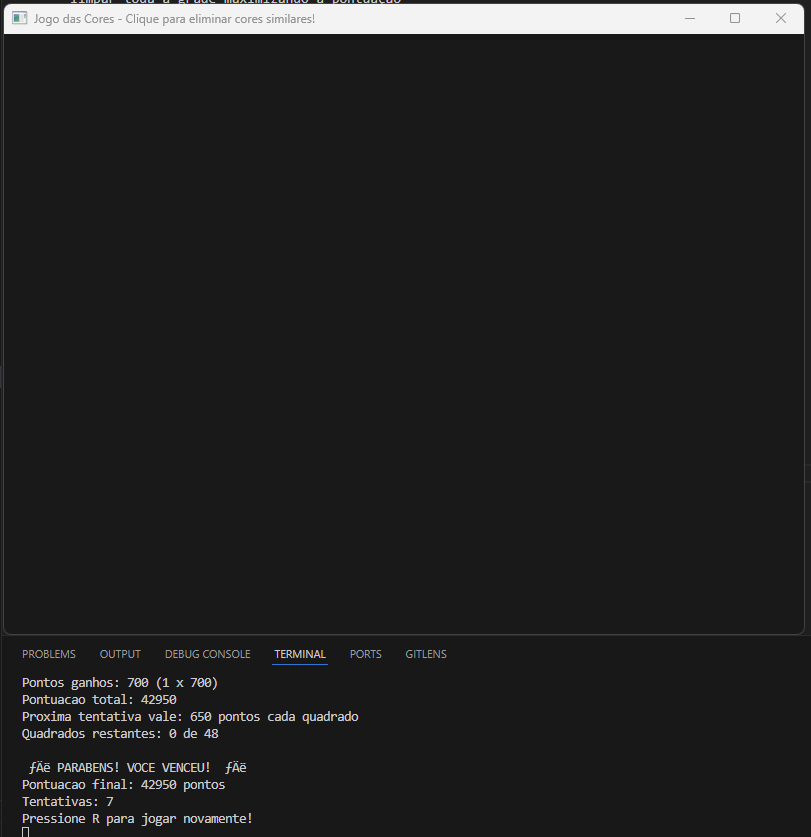 limpar toda a grade maximizando a pontuação
Jogo das Cores - Clique para eliminar cores similares!
PROBLEMS OUTPUT DEBUG CONSOLE TERMINAL PORTS GITLENS
Pontos ganhos: 700 (1 x 700)
Pontuacao total: 42950
Proxima tentativa vale: 650 pontos cada quadrado
Quadrados restantes: 0 de 48
ƒÄë PARABENS! VOCE VENCEU! ƒÄë
Pontuacao final: 42950 pontos
Tentativas: 7
Pressione R para jogar novamente!